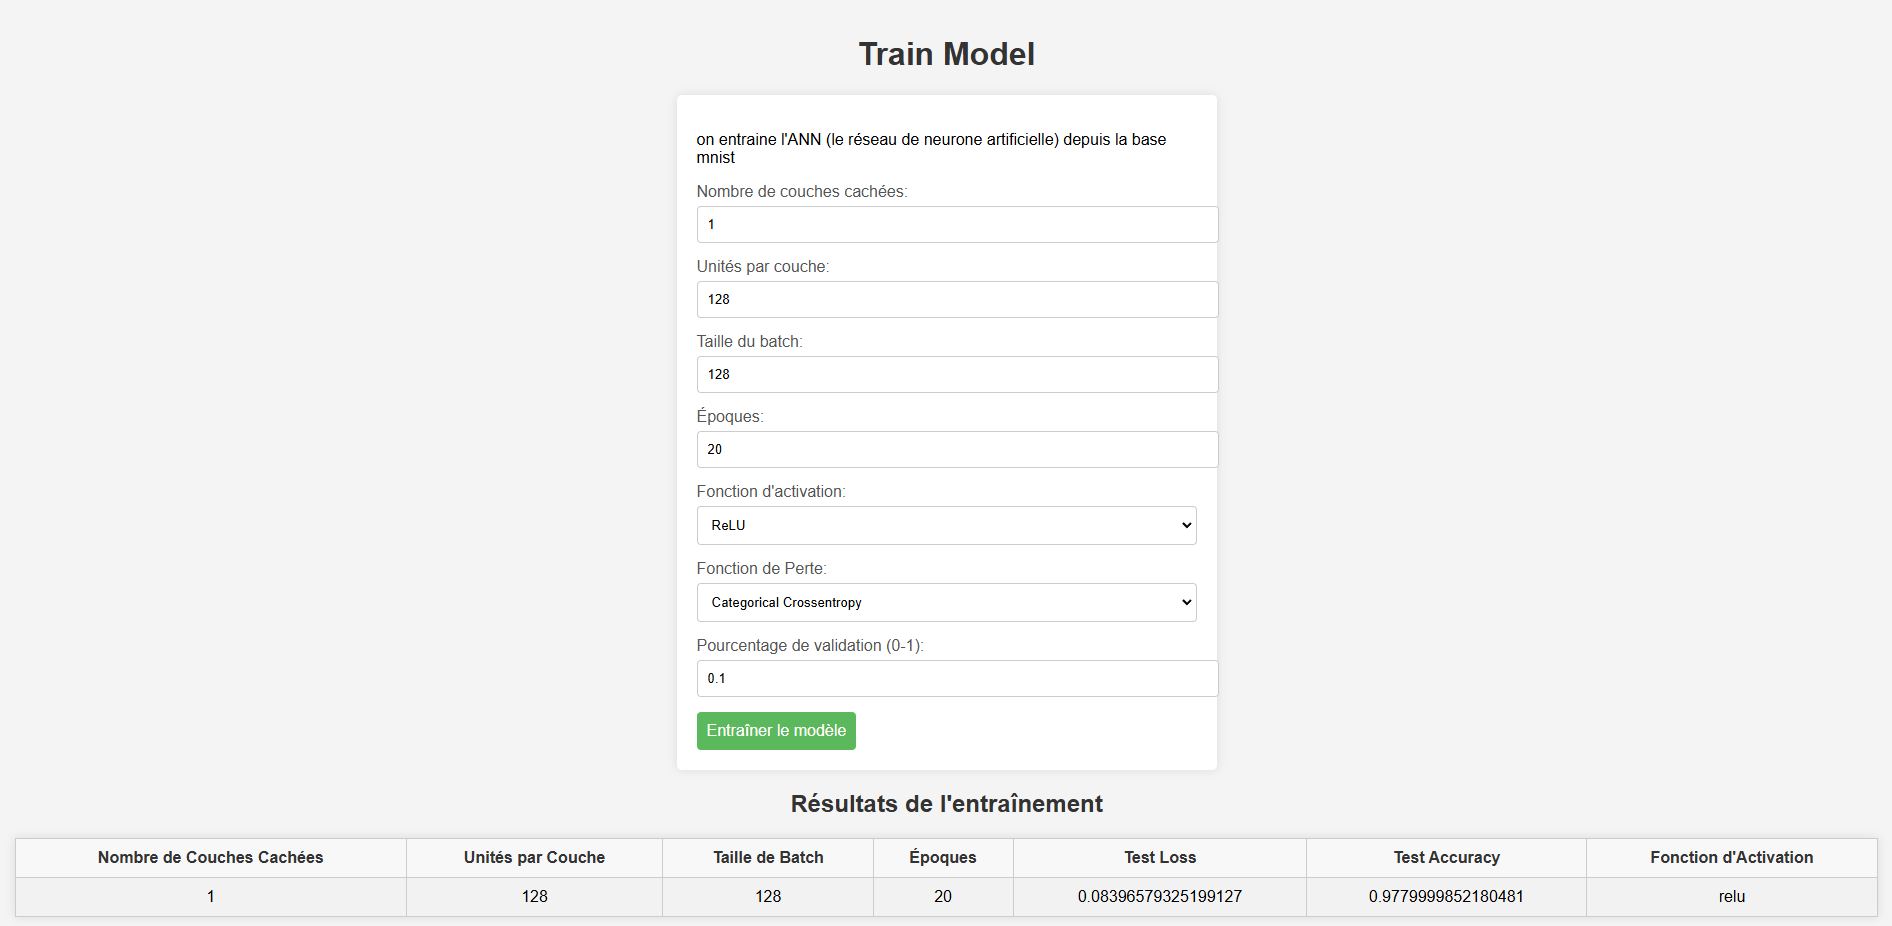 Train Model
on entraine l'ANN (le réseau de neurone artificielle) depuis la base
mnist
Nombre de couches cachées:
1
Unités par couche:
128
Taille du batch:
128
Époques:
20
Fonction d'activation:
ReLU
Fonction de Perte:
Categorical Crossentropy
Pourcentage de validation (0-1):
0.1
Entraîner le modèle
Résultats de l'entraînement
Nombre de Couches Cachées Unités par Couche Taille de Batch Époques Test Loss Test Accuracy Fonction d'Activation
1 128 128 20 0.08396579325199127 0.9779999852180481 relu